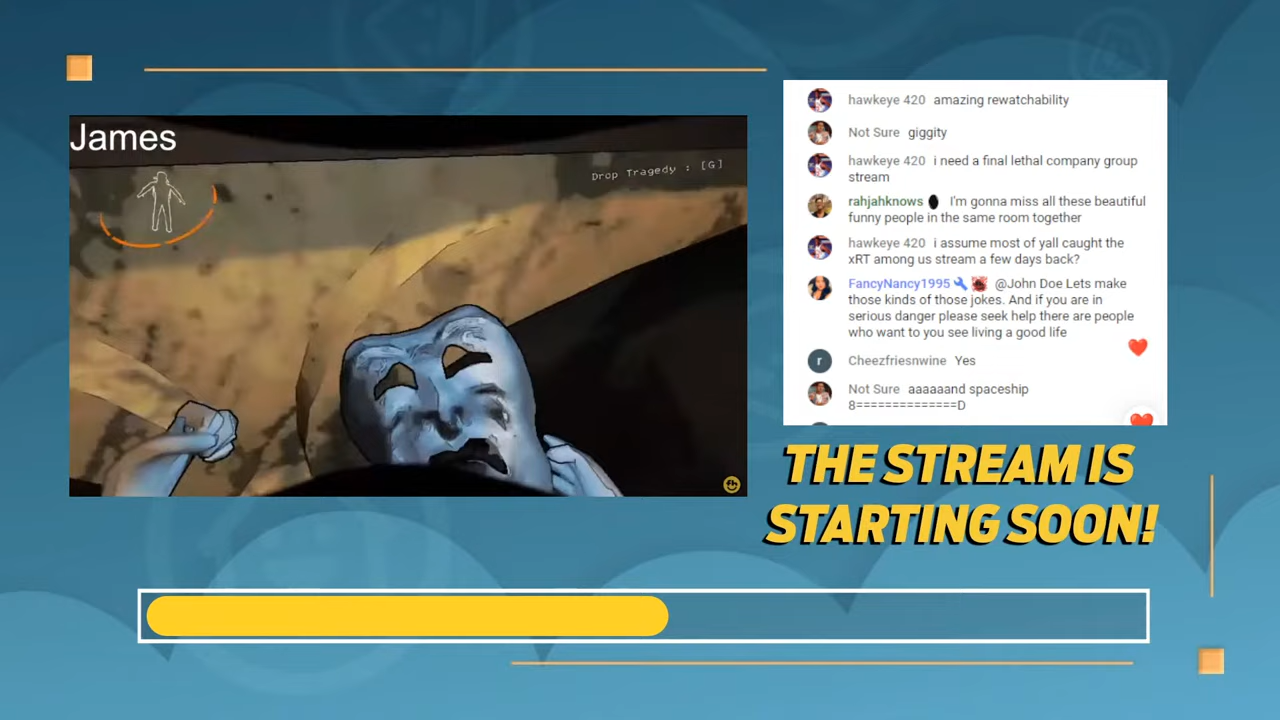 James
Drop Tragedy : [G]
hawkeye 420 amazing rewatchability
Not Sure giggity
hawkeye 420 i need a final lethal company group
stream
rahjahknows I'm gonna miss all these beautiful
funny people in the same room together
hawkeye 420 i assume most of yall caught the
xRT among us stream a few days back?
FancyNancy1995 @John Doe Lets make
those kinds of those jokes. And if you are in
serious danger please seek help there are people
who want to you see living a good life
r Cheezfriesnwine Yes
Not Sure aaaaaand spaceship
8==============D
THE STREAM IS
STARTING SOON!